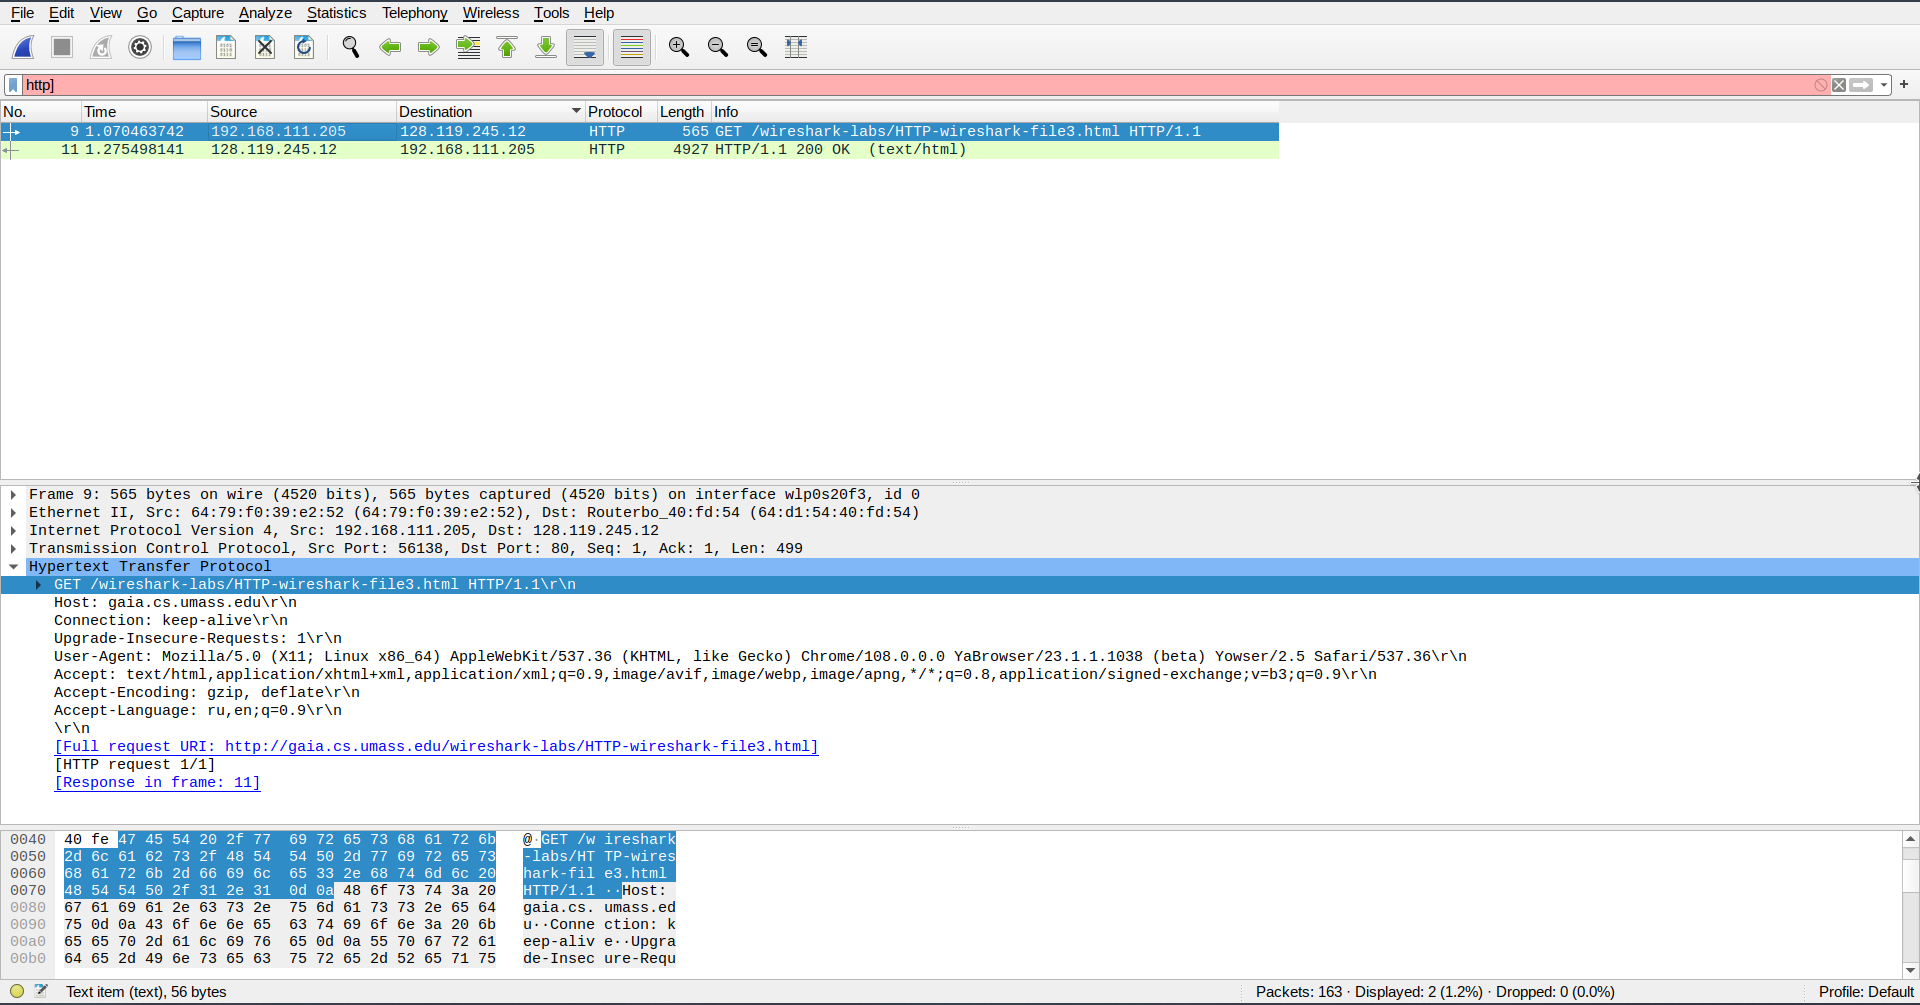 File Edit View Go Capture Analyze Statistics Telephony Wireless Tools Help
http]
No. Time Source Destination Protocol Length Info
9 1.070463742 192.168.111.205 128.119.245.12 HTTP 565 GET /wireshark-labs/HTTP-wireshark-file3.html HTTP/1.1
11 1.275498141 128.119.245.12 192.168.111.205 HTTP 4927 HTTP/1.1 200 OK  (text/html)
Frame 9: 565 bytes on wire (4520 bits), 565 bytes captured (4520 bits) on interface wlp0s20f3, id 0
Ethernet II, Src: 64:79:f0:39:e2:52 (64:79:f0:39:e2:52), Dst: Routerbo_40:fd:54 (64:d1:54:40:fd:54)
Internet Protocol Version 4, Src: 192.168.111.205, Dst: 128.119.245.12
Transmission Control Protocol, Src Port: 56138, Dst Port: 80, Seq: 1, Ack: 1, Len: 499
Hypertext Transfer Protocol
GET /wireshark-labs/HTTP-wireshark-file3.html HTTP/1.1\r\n
Host: gaia.cs.umass.edu\r\n
Connection: keep-alive\r\n
Upgrade-Insecure-Requests: 1\r\n
User-Agent: Mozilla/5.0 (X11; Linux x86_64) AppleWebKit/537.36 (KHTML, like Gecko) Chrome/108.0.0.0 YaBrowser/23.1.1.1038 (beta) Yowser/2.5 Safari/537.36\r\n
Accept: text/html,application/xhtml+xml,application/xml;q=0.9,image/avif,image/webp,image/apng,*/*;q=0.8,application/signed-exchange;v=b3;q=0.9\r\n
Accept-Encoding: gzip, deflate\r\n
Accept-Language: ru,en;q=0.9\r\n
\r\n
[Full request URI: http://gaia.cs.umass.edu/wireshark-labs/HTTP-wireshark-file3.html]
[HTTP request 1/1]
[Response in frame: 11]
0040 40 fe 47 45 54 20 2f 77 69 72 65 73 68 61 72 6b @·GET /w ireshark
0050 2d 6c 61 62 73 2f 48 54 54 50 2d 77 69 72 65 73 -labs/HT TP-wires
0060 68 61 72 6b 2d 66 69 6c 65 33 2e 68 74 6d 6c 20 hark-fil e3.html
0070 48 54 54 50 2f 31 2e 31 0d 0a 48 6f 73 74 3a 20 HTTP/1.1 ··Host:
0080 67 61 69 61 2e 63 73 2e 75 6d 61 73 73 2e 65 64 gaia.cs. umass.ed
0090 75 0d 0a 43 6f 6e 6e 65 63 74 69 6f 6e 3a 20 6b u··Conne ction: k
00a0 65 65 70 2d 61 6c 69 76 65 0d 0a 55 70 67 72 61 eep-aliv e··Upgra
00b0 64 65 2d 49 6e 73 65 63 75 72 65 2d 52 65 71 75 de-Insec ure-Requ
Text item (text), 56 bytes Packets: 163 · Displayed: 2 (1.2%) · Dropped: 0 (0.0%) Profile: Default